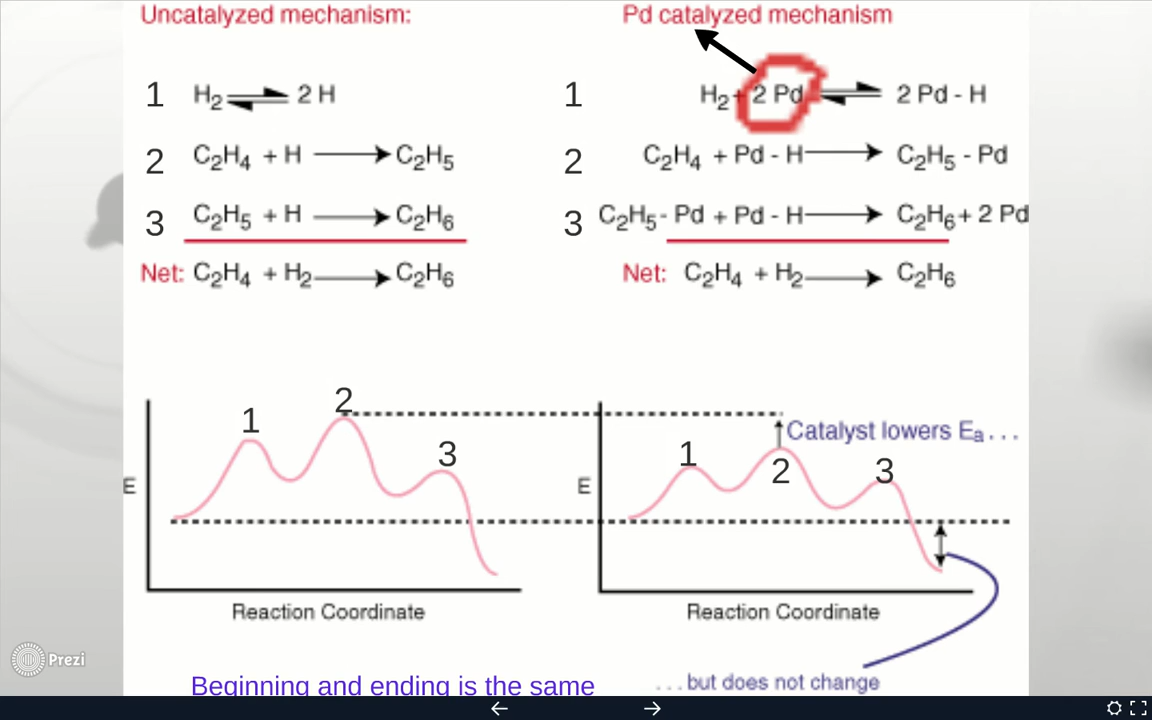 Uncatalyzed mechanism:
1 H₂ ⇌ 2 H
2 C₂H₄ + H ⟶ C₂H₅
3 C₂H₅ + H ⟶ C₂H₆
Net: C₂H₄ + H₂ ⟶ C₂H₆
Pd catalyzed mechanism
1 H₂ + 2 Pd ⇌ 2 Pd - H
2 C₂H₄ + Pd - H ⟶ C₂H₅ - Pd
3 C₂H₅ - Pd + Pd - H ⟶ C₂H₆ + 2 Pd
Net: C₂H₄ + H₂ ⟶ C₂H₆
1 2 3
E
Reaction Coordinate
Catalyst lowers Eₐ . . .
1 2 3
E
Reaction Coordinate
Prezi
Beginning and ending is the same
. . . but does not change